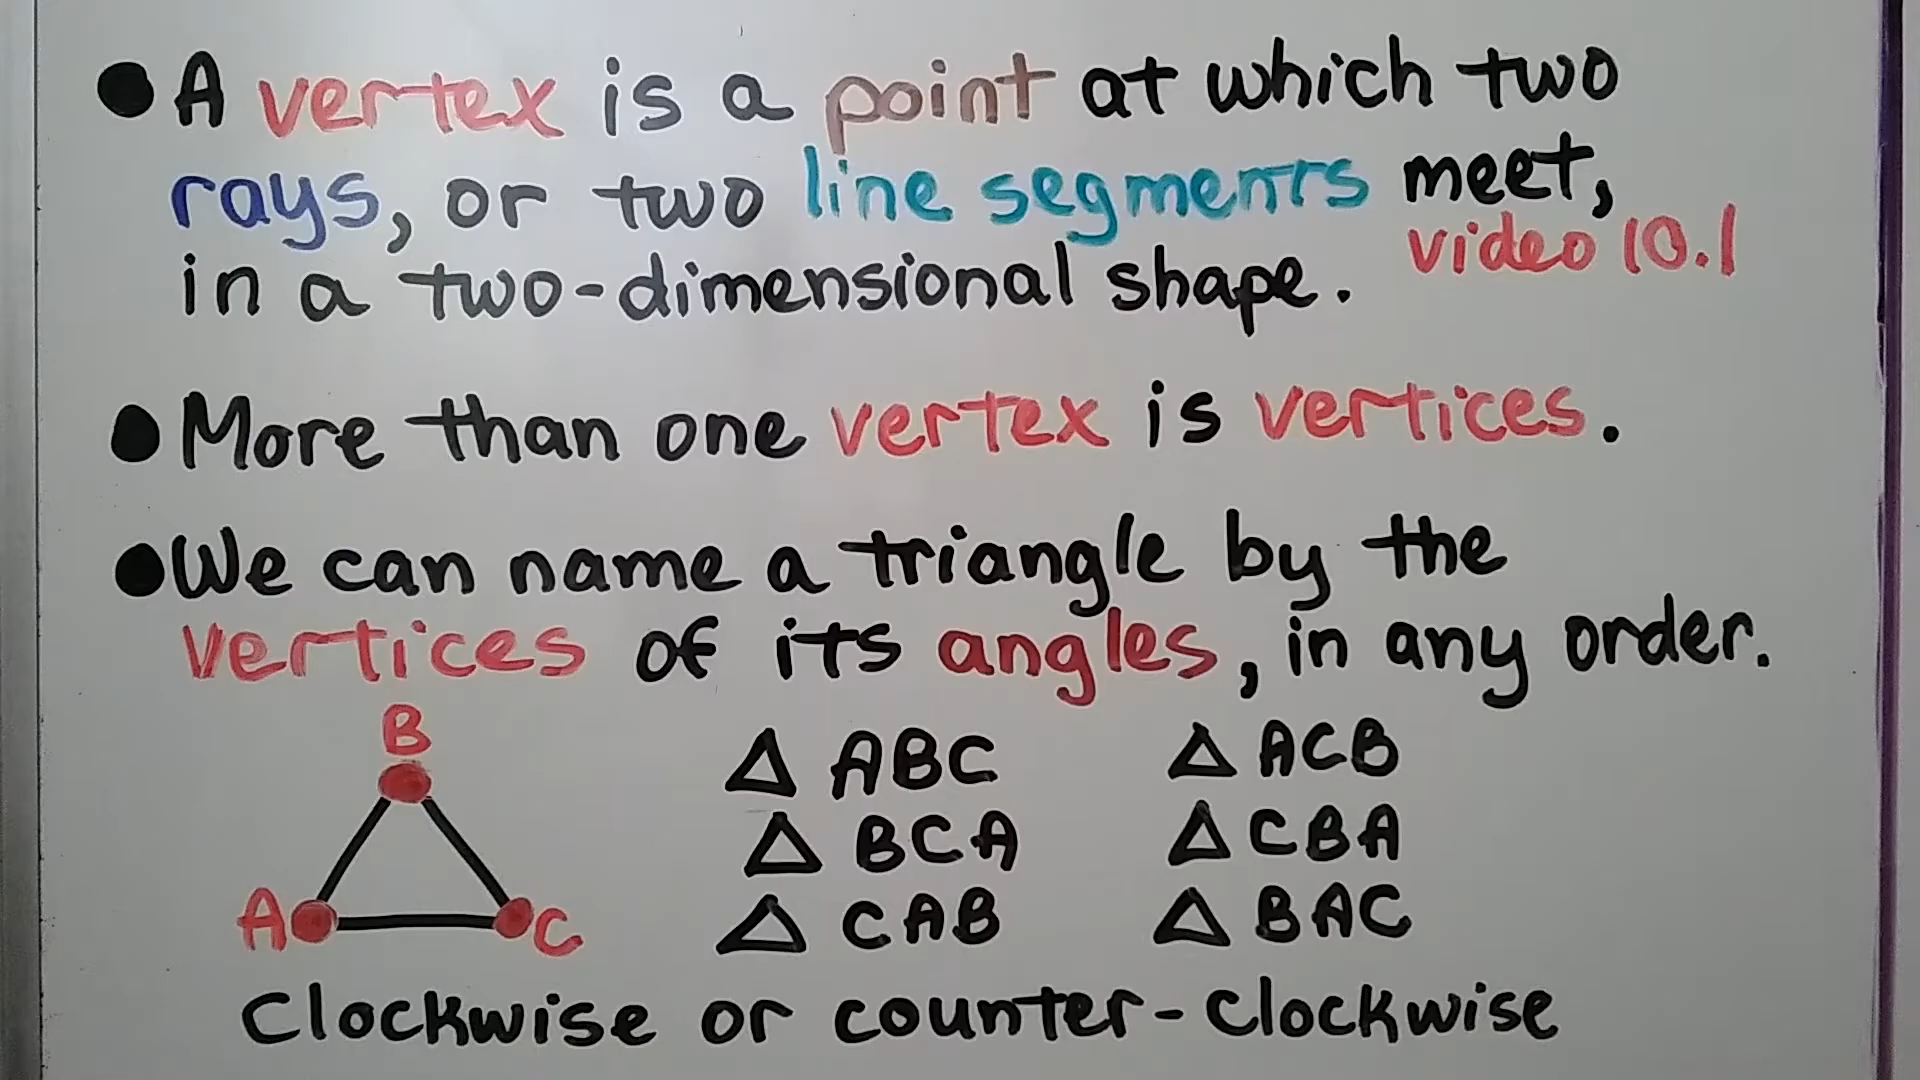 ● A vertex is a point at which two
rays, or two line segments meet,
video 10.1
in a two-dimensional shape.
● More than one vertex is vertices.
● We can name a triangle by the
vertices of its angles, in any order.
B
A C
△ ABC △ ACB
△ BCA △ CBA
△ CAB △ BAC
Clockwise or counter-clockwise